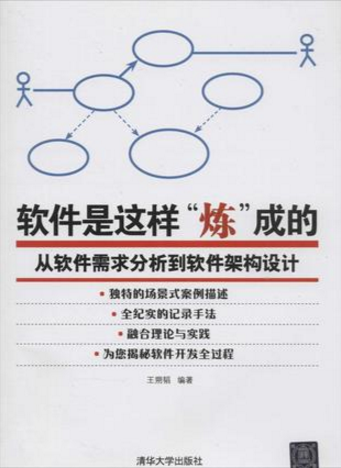 软件是这样“炼”成的
从软件需求分析到软件架构设计
• 独特的场景式案例描述
• 全纪实的记录手法
• 融合理论与实践
• 为您揭秘软件开发全过程
王朔韬 编著
清华大学出版社